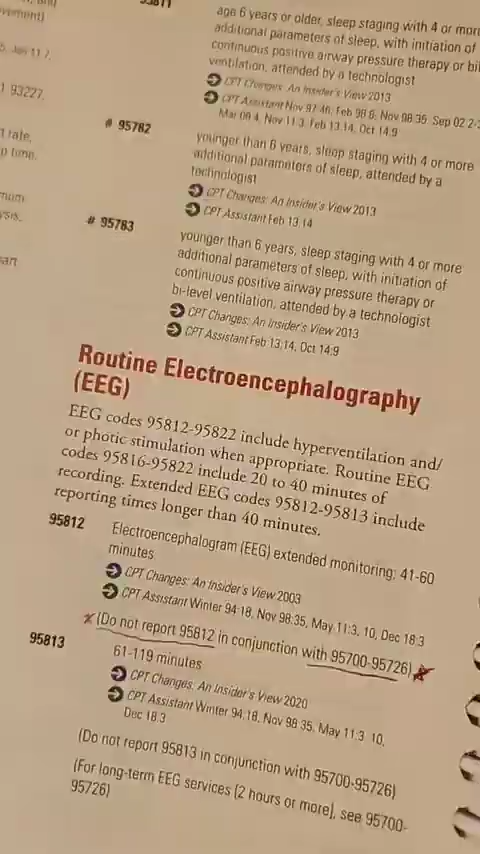 95811
age 6 years or older, sleep staging with 4 or more
additional parameters of sleep, with initiation of
continuous positive airway pressure therapy or
ventilation, attended by a technologist
CPT Changes: An Insider's View 2013
CPT Assistant Nov 97:46, Feb 98:6, Nov 98:35, Sep 02:2
Mar 08:4, Nov 11:3, Feb 13:14, Oct 14:9
# 95782
younger than 6 years, sleep staging with 4 or more
additional parameters of sleep, attended by a
technologist
CPT Changes: An Insider's View 2013
CPT Assistant Feb 13:14
# 95783
younger than 6 years, sleep staging with 4 or more
additional parameters of sleep, with initiation of
continuous positive airway pressure therapy or
bi-level ventilation, attended by a technologist
CPT Changes: An Insider's View 2013
CPT Assistant Feb 13:14, Oct 14:9
Routine Electroencephalography
(EEG)
EEG codes 95812-95822 include hyperventilation and/
or photic stimulation when appropriate. Routine EEG
codes 95816-95822 include 20 to 40 minutes of
recording. Extended EEG codes 95812-95813 include
reporting times longer than 40 minutes.
95812
Electroencephalogram (EEG) extended monitoring; 41-60
minutes
CPT Changes: An Insider's View 2003
CPT Assistant Winter 94:18, Nov 98:35, May 11:3, 10, Dec 18:3
(Do not report 95812 in conjunction with 95700-95726)
95813
61-119 minutes
CPT Changes: An Insider's View 2020
CPT Assistant Winter 94:18, Nov 98:35, May 11:3, 10,
Dec 18:3
(Do not report 95813 in conjunction with 95700-95726)
(For long-term EEG services [2 hours or more], see 95700-
95726)
1 93227.
t rate,
p time.